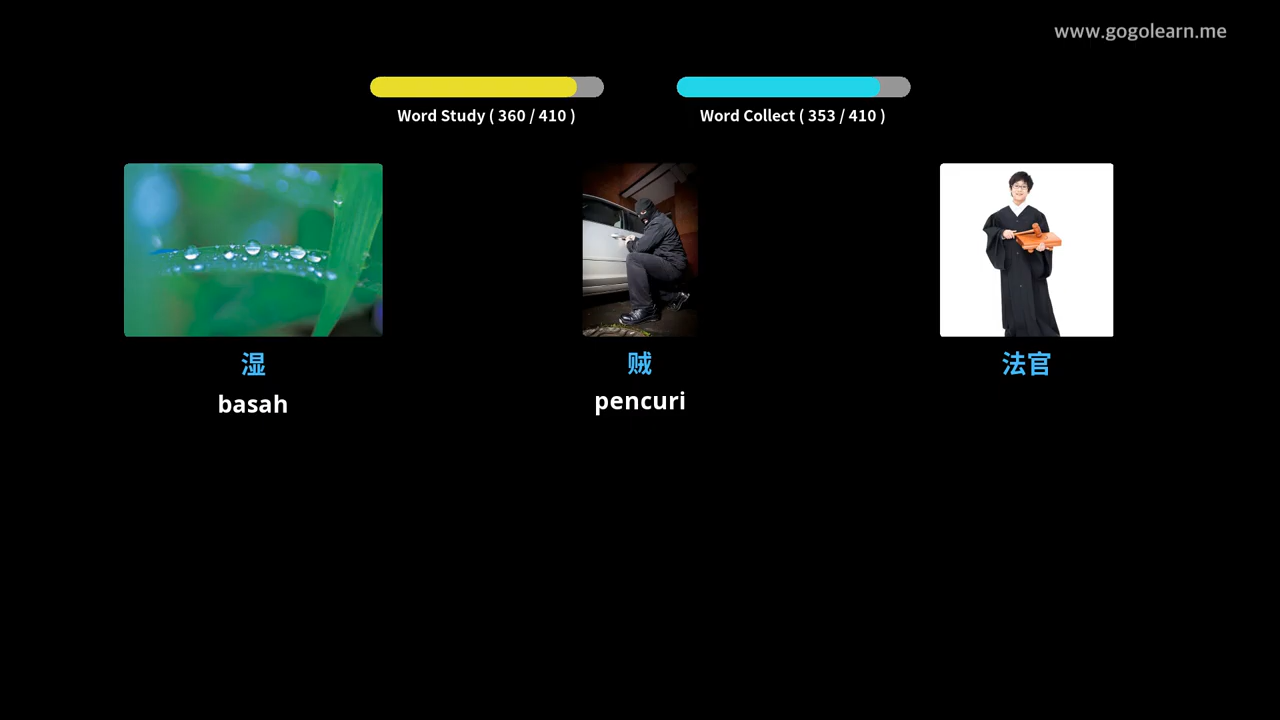 www.gogolearn.me
Word Study ( 360 / 410 )
Word Collect ( 353 / 410 )
湿
贼
法官
basah
pencuri